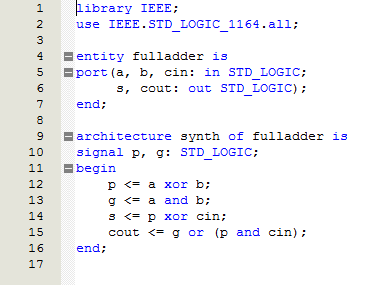 1 library IEEE;
2 use IEEE.STD_LOGIC_1164.all;
3
4 entity fulladder is
5 port(a, b, cin: in STD_LOGIC;
6 s, cout: out STD_LOGIC);
7 end;
8
9 architecture synth of fulladder is
10 signal p, g: STD_LOGIC;
11 begin
12 p <= a xor b;
13 g <= a and b;
14 s <= p xor cin;
15 cout <= g or (p and cin);
16 end;
17